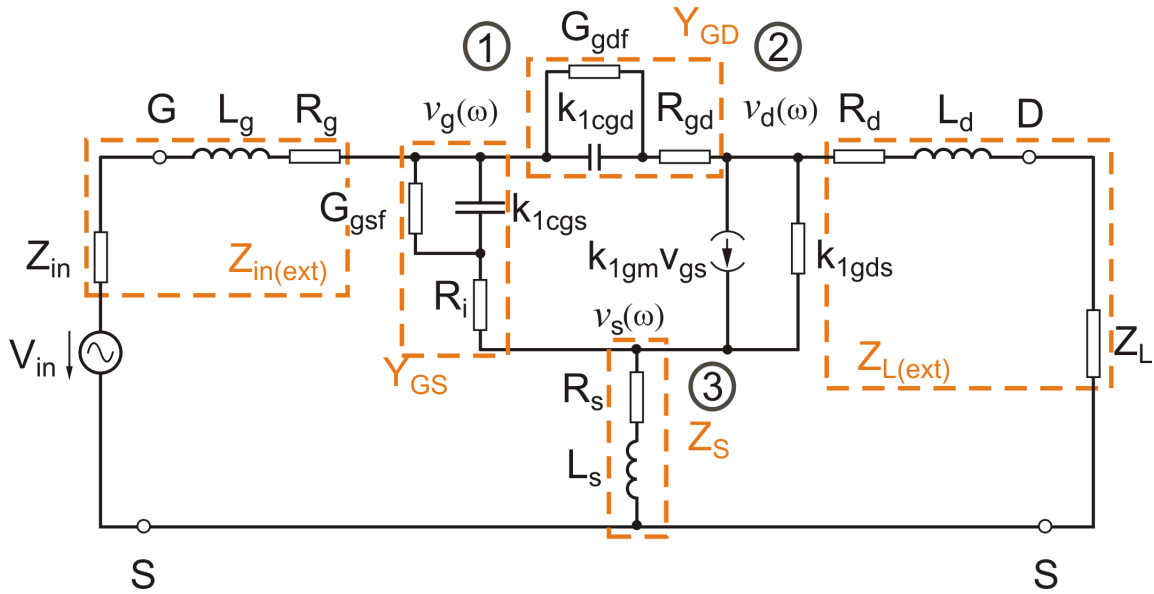 ① G_gdf Y_GD ②
G L_g R_g v_g(ω) k_1cgd R_gd v_d(ω) R_d L_d D
G_gsf k_1cgs
Z_in Z_in(ext) k_1gm v_gs k_1gds
R_i v_s(ω)
V_in Y_GS ③ Z_L(ext) Z_L
R_s Z_S
L_s
S S